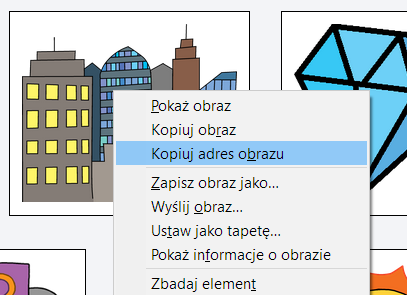 Pokaż obraz
Kopiuj obraz
Kopiuj adres obrazu
Zapisz obraz jako...
Wyślij obraz...
Ustaw jako tapetę...
Pokaż informacje o obrazie
Zbadaj element